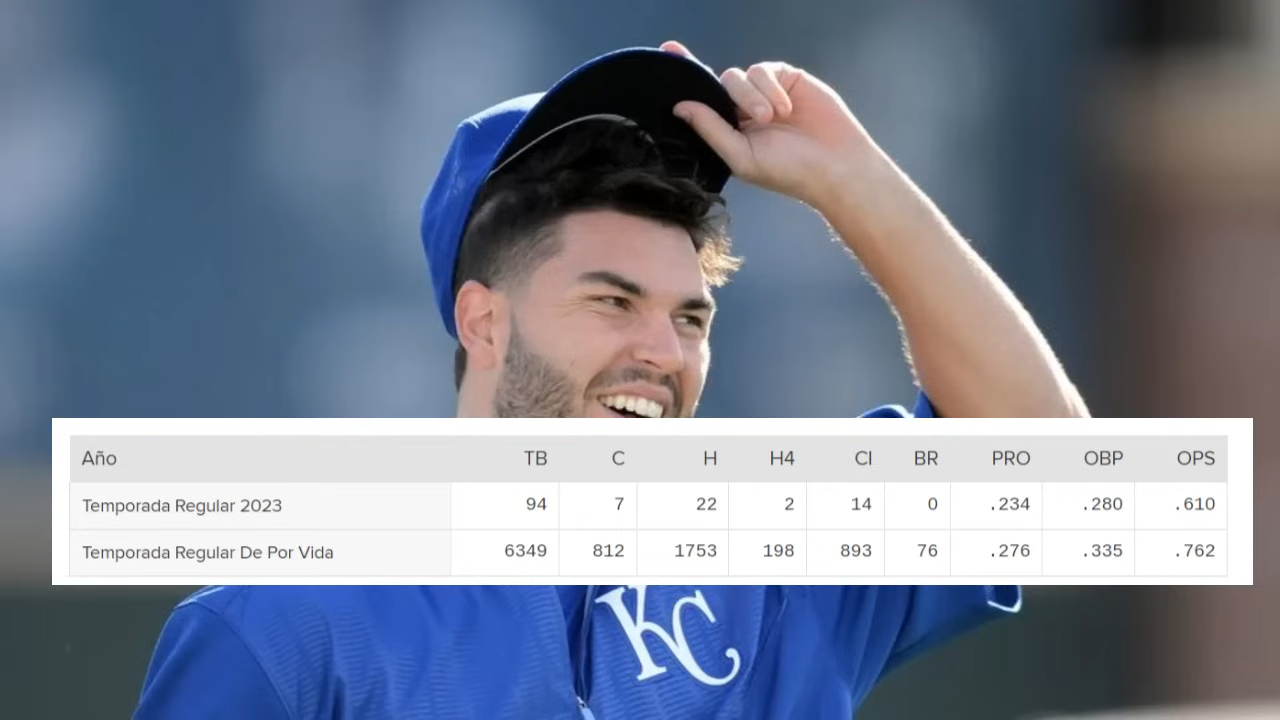 Año TB C H H4 CI BR PRO OBP OPS
Temporada Regular 2023 94 7 22 2 14 0 .234 .280 .610
Temporada Regular De Por Vida 6349 812 1753 198 893 76 .276 .335 .762
KC